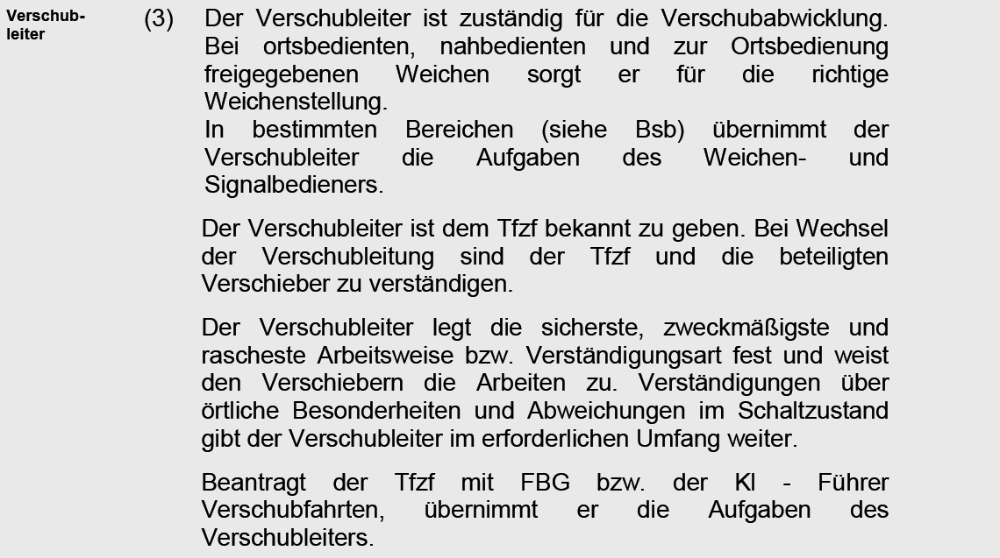 Verschub-
leiter
(3) Der Verschubleiter ist zuständig für die Verschubabwicklung.
Bei ortsbedienten, nahbedienten und zur Ortsbedienung
freigegebenen Weichen sorgt er für die richtige
Weichenstellung.
In bestimmten Bereichen (siehe Bsb) übernimmt der
Verschubleiter die Aufgaben des Weichen- und
Signalbedieners.
Der Verschubleiter ist dem Tfzf bekannt zu geben. Bei Wechsel
der Verschubleitung sind der Tfzf und die beteiligten
Verschieber zu verständigen.
Der Verschubleiter legt die sicherste, zweckmäßigste und
rascheste Arbeitsweise bzw. Verständigungsart fest und weist
den Verschiebern die Arbeiten zu. Verständigungen über
örtliche Besonderheiten und Abweichungen im Schaltzustand
gibt der Verschubleiter im erforderlichen Umfang weiter.
Beantragt der Tfzf mit FBG bzw. der Kl - Führer
Verschubfahrten, übernimmt er die Aufgaben des
Verschubleiters.